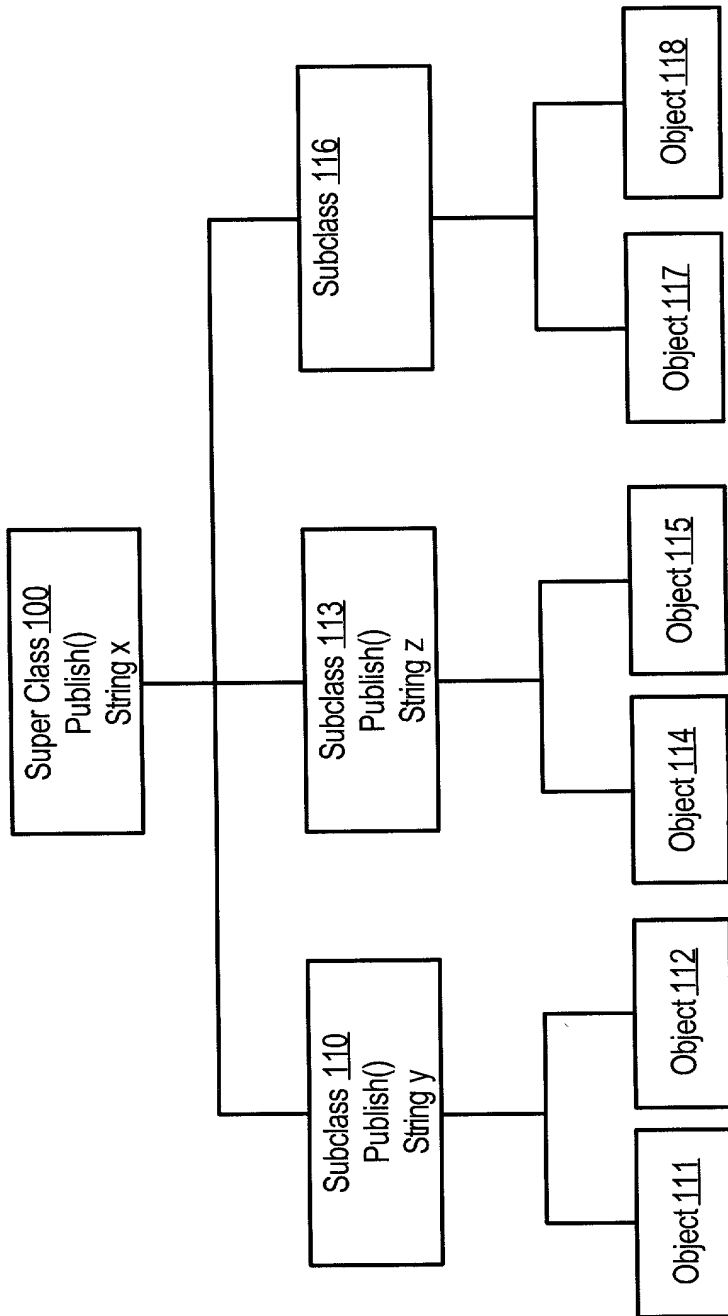 Super Class 100
Publish()
String x
Subclass 110
Publish()
String y
Subclass 113
Publish()
String z
Subclass 116
Object 111
Object 112
Object 114
Object 115
Object 117
Object 118